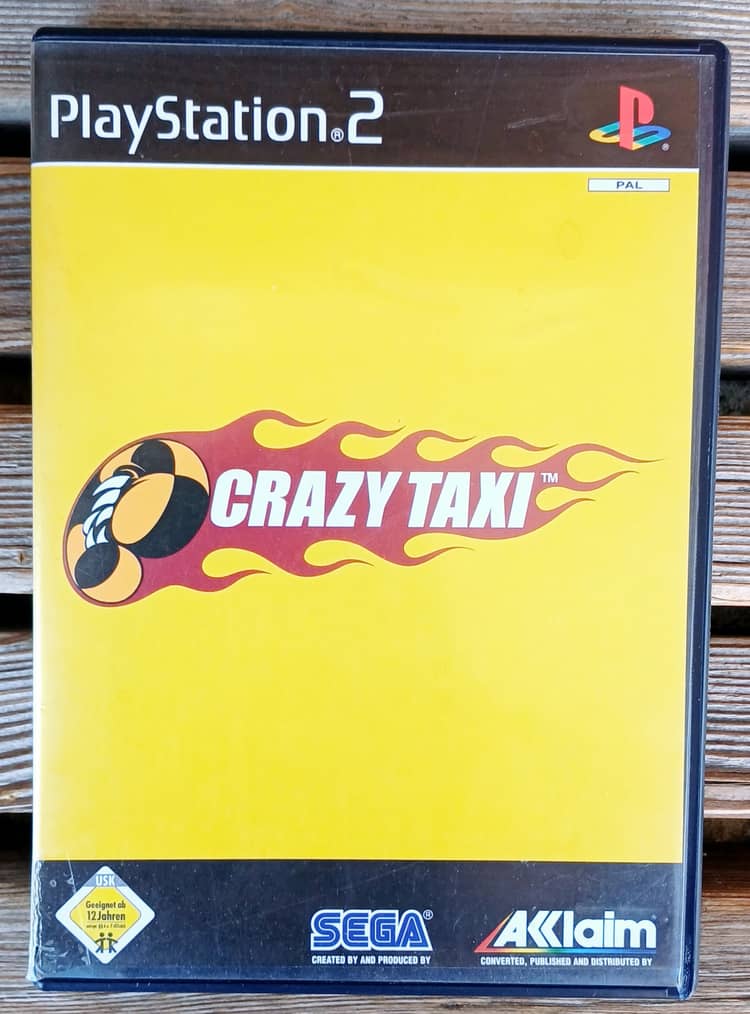 PlayStation®2
PAL
CRAZY TAXI™
USK
Geeignet ab
12 Jahren
SEGA®
CREATED BY AND PRODUCED BY
AKKlaim
CONVERTED, PUBLISHED AND DISTRIBUTED BY